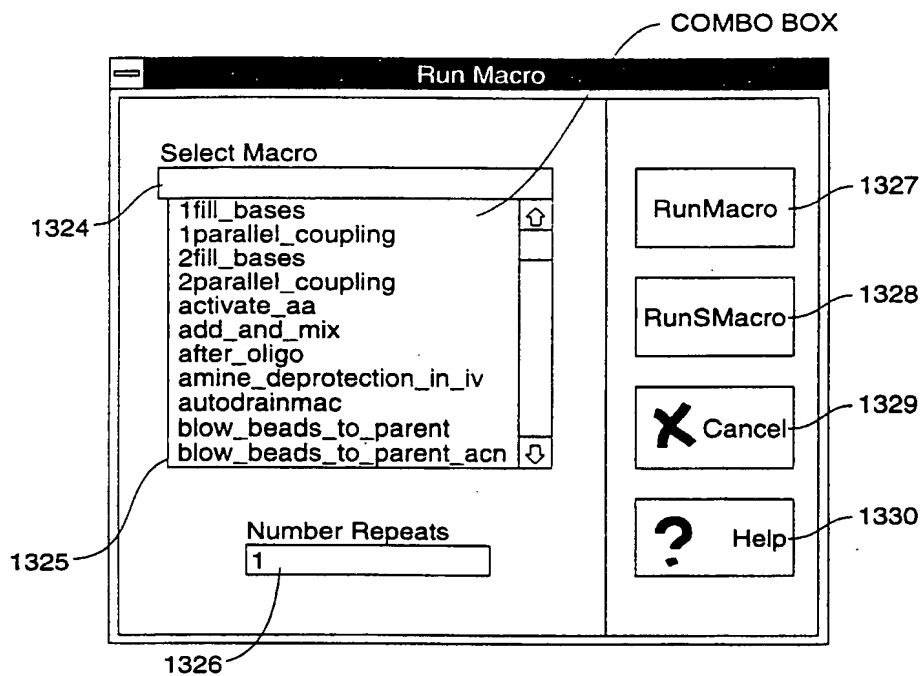 COMBO BOX
Run Macro
Select Macro
1324
1fill_bases
1parallel_coupling
2fill_bases
2parallel_coupling
activate_aa
add_and_mix
after_oligo
amine_deprotection_in_iv
autodrainmac
blow_beads_to_parent
blow_beads_to_parent_acn
1325
Number Repeats
1
1326
RunMacro
1327
RunSMacro
1328
Cancel
1329
? Help
1330